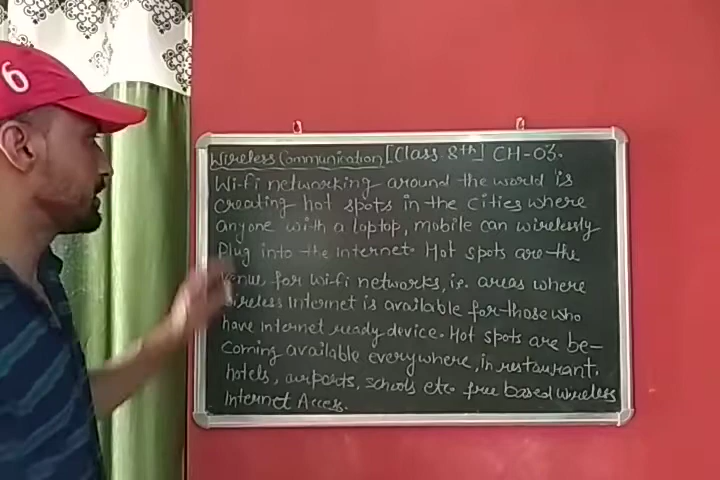 6
Wireless Communication [Class 8th] CH-03.
Wi-fi networking around the world is
creating hot spots in the cities where
anyone with a laptop, mobile can wirelessly
Plug into the internet. Hot spots are the
venue for wi-fi networks, i.e. areas where
wireless Internet is available for those who
have internet ready device. Hot spots are be-
coming available everywhere, in restaurant,
hotels, airports, schools etc. free based wireless
Internet Access.